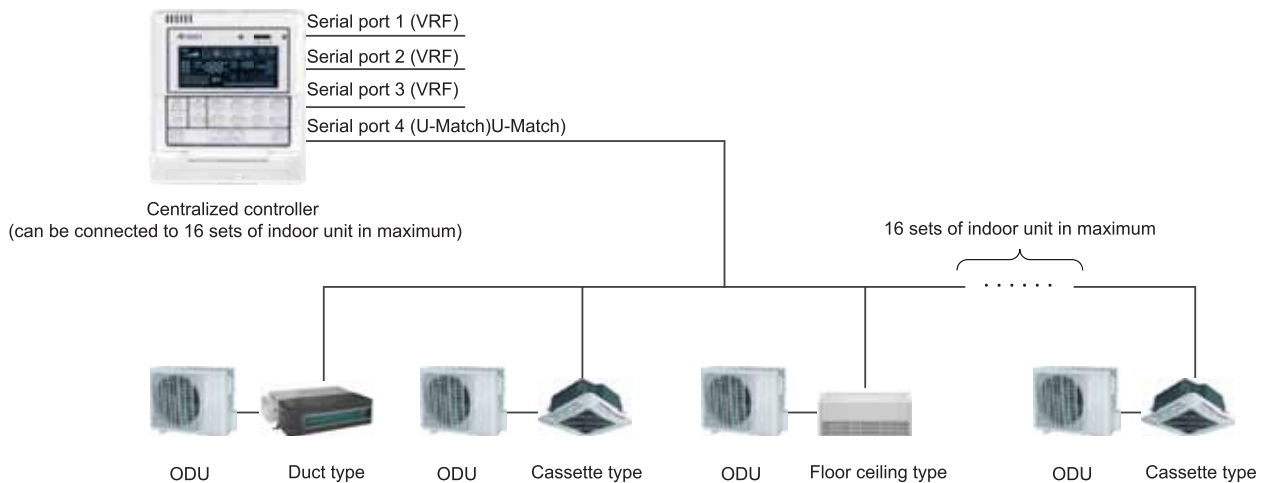 Serial port 1 (VRF)
Serial port 2 (VRF)
Serial port 3 (VRF)
Serial port 4 (U-Match)U-Match)
Centralized controller
(can be connected to 16 sets of indoor unit in maximum)
16 sets of indoor unit in maximum
ODU
Duct type
ODU
Cassette type
ODU
Floor ceiling type
ODU
Cassette type